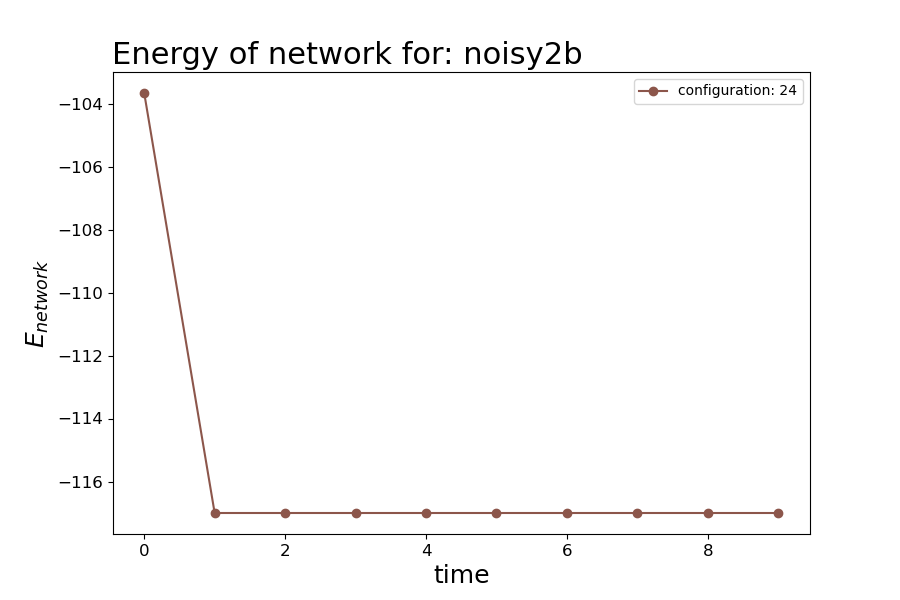 Energy of network for: noisy2b
configuration: 24
−104
−106
−108
−110
−112
−114
−116
E_network
0 2 4 6 8
time